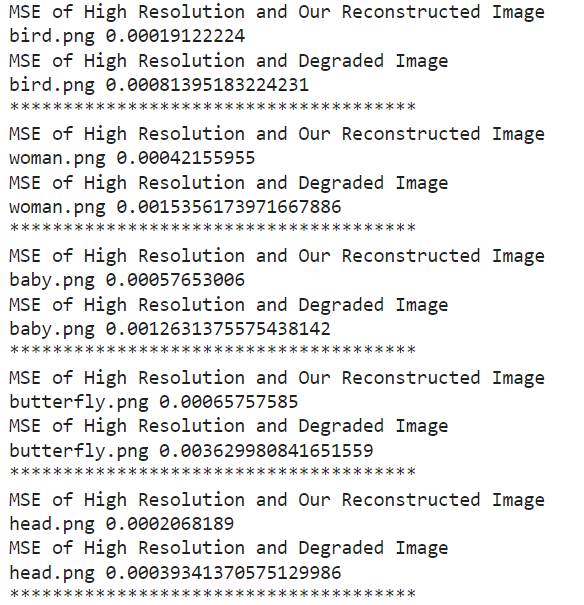 MSE of High Resolution and Our Reconstructed Image
bird.png 0.00019122224
MSE of High Resolution and Degraded Image
bird.png 0.00081395183224231
**************************************
MSE of High Resolution and Our Reconstructed Image
woman.png 0.00042155955
MSE of High Resolution and Degraded Image
woman.png 0.0015356173971667886
**************************************
MSE of High Resolution and Our Reconstructed Image
baby.png 0.00057653006
MSE of High Resolution and Degraded Image
baby.png 0.0012631375575438142
**************************************
MSE of High Resolution and Our Reconstructed Image
butterfly.png 0.00065757585
MSE of High Resolution and Degraded Image
butterfly.png 0.003629980841651559
**************************************
MSE of High Resolution and Our Reconstructed Image
head.png 0.0002068189
MSE of High Resolution and Degraded Image
head.png 0.00039341370575129986
**************************************